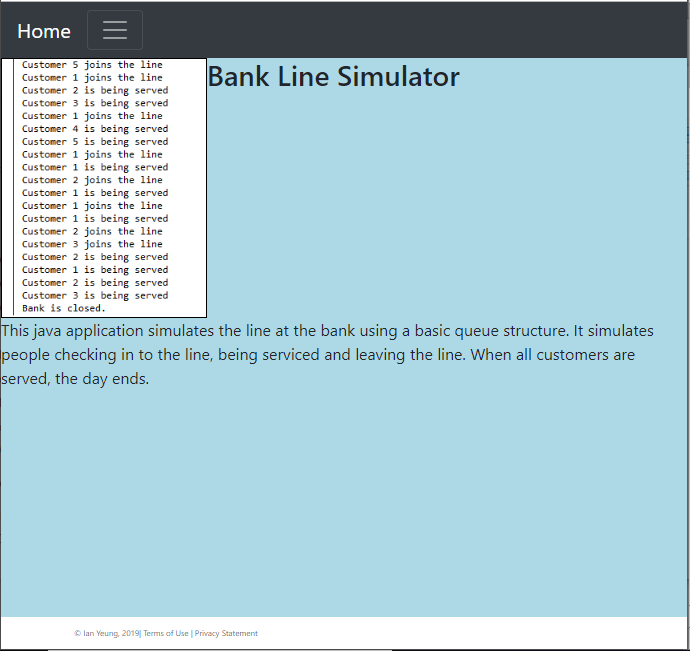 Home
Customer 5 joins the line
Customer 1 joins the line
Customer 2 is being served
Customer 3 is being served
Customer 1 joins the line
Customer 4 is being served
Customer 5 is being served
Customer 1 joins the line
Customer 1 is being served
Customer 2 joins the line
Customer 1 is being served
Customer 1 joins the line
Customer 1 is being served
Customer 2 joins the line
Customer 3 joins the line
Customer 2 is being served
Customer 1 is being served
Customer 2 is being served
Customer 3 is being served
Bank is closed.
Bank Line Simulator
This java application simulates the line at the bank using a basic queue structure. It simulates
people checking in to the line, being serviced and leaving the line. When all customers are
served, the day ends.
© Ian Yeung, 2019| Terms of Use | Privacy Statement